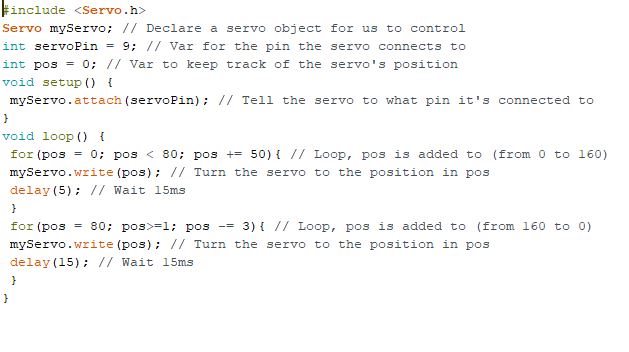 #include <Servo.h>
Servo myServo; // Declare a servo object for us to control
int servoPin = 9; // Var for the pin the servo connects to
int pos = 0; // Var to keep track of the servo's position
void setup() {
myServo.attach(servoPin); // Tell the servo to what pin it's connected to
}
void loop() {
for(pos = 0; pos < 80; pos += 50){ // Loop, pos is added to (from 0 to 160)
myServo.write(pos); // Turn the servo to the position in pos
delay(5); // Wait 15ms
}
for(pos = 80; pos>=1; pos -= 3){ // Loop, pos is added to (from 160 to 0)
myServo.write(pos); // Turn the servo to the position in pos
delay(15); // Wait 15ms
}
}